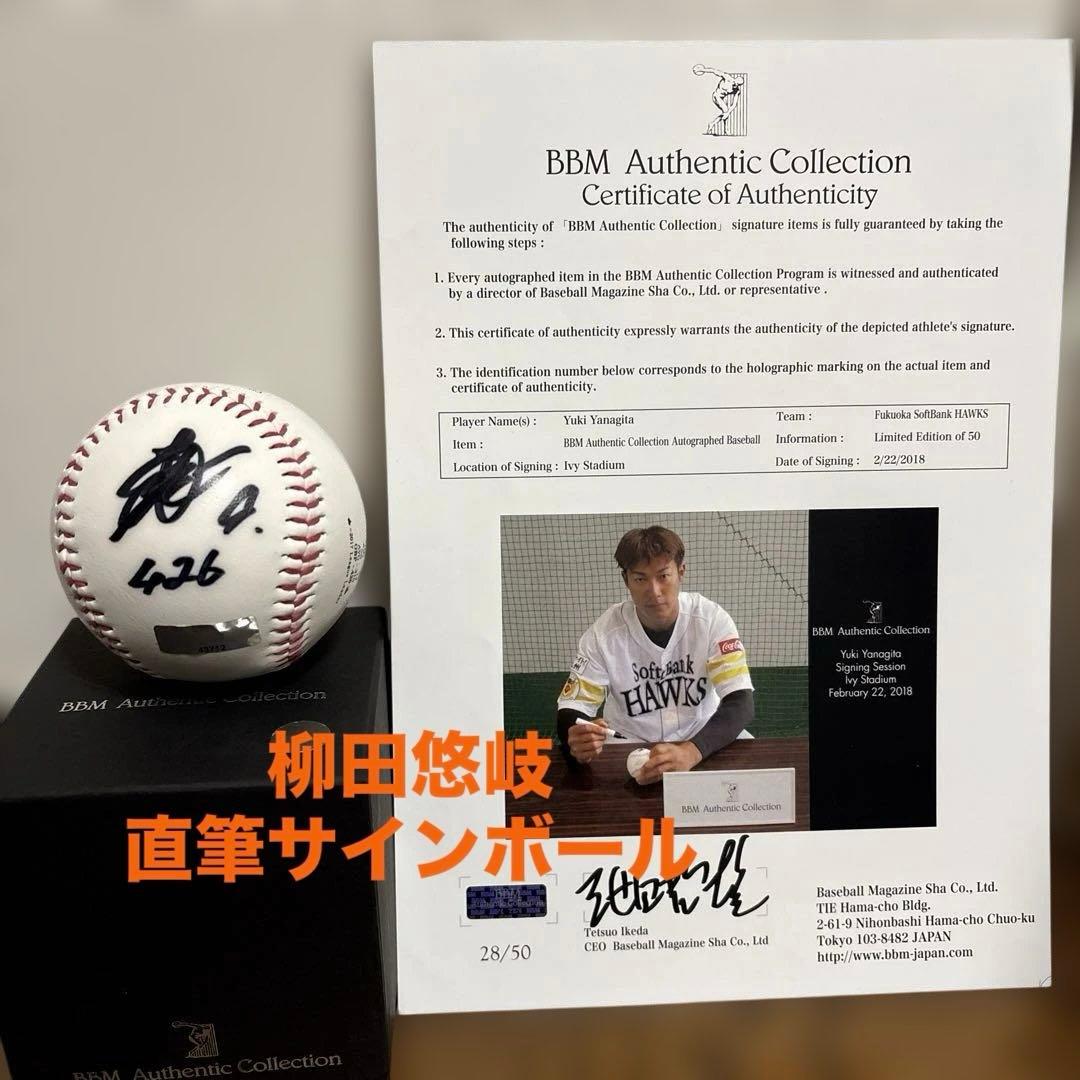 BBM Authentic Collection
Certificate of Authenticity
The authenticity of 「BBM Authentic Collection」 signature items is fully guaranteed by taking the
following steps :
1. Every autographed item in the BBM Authentic Collection Program is witnessed and authenticated
by a director of Baseball Magazine Sha Co., Ltd. or representative .
2. This certificate of authenticity expressly warrants the authenticity of the depicted athlete's signature.
3. The identification number below corresponds to the holographic marking on the actual item and
certificate of authenticity.
Player Name(s) : Yuki Yanagita Team : Fukuoka SoftBank HAWKS
Item : BBM Authentic Collection Autographed Baseball Information : Limited Edition of 50
Location of Signing : Ivy Stadium Date of Signing : 2/22/2018
426
SoftBank
HAWKS
Coca-Cola
BBM Authentic Collection
Yuki Yanagita
Signing Session
Ivy Stadium
February 22, 2018
BBM Authentic Collection
BBM Authentic Collection
柳田悠岐
直筆サインボール
BBM
Authentic Collection
28/50
Tetsuo Ikeda
CEO Baseball Magazine Sha Co., Ltd
Baseball Magazine Sha Co., Ltd.
TIE Hama-cho Bldg.
2-61-9 Nihonbashi Hama-cho Chuo-ku
Tokyo 103-8482 JAPAN
http://www.bbm-japan.com
BBM Authentic Collection